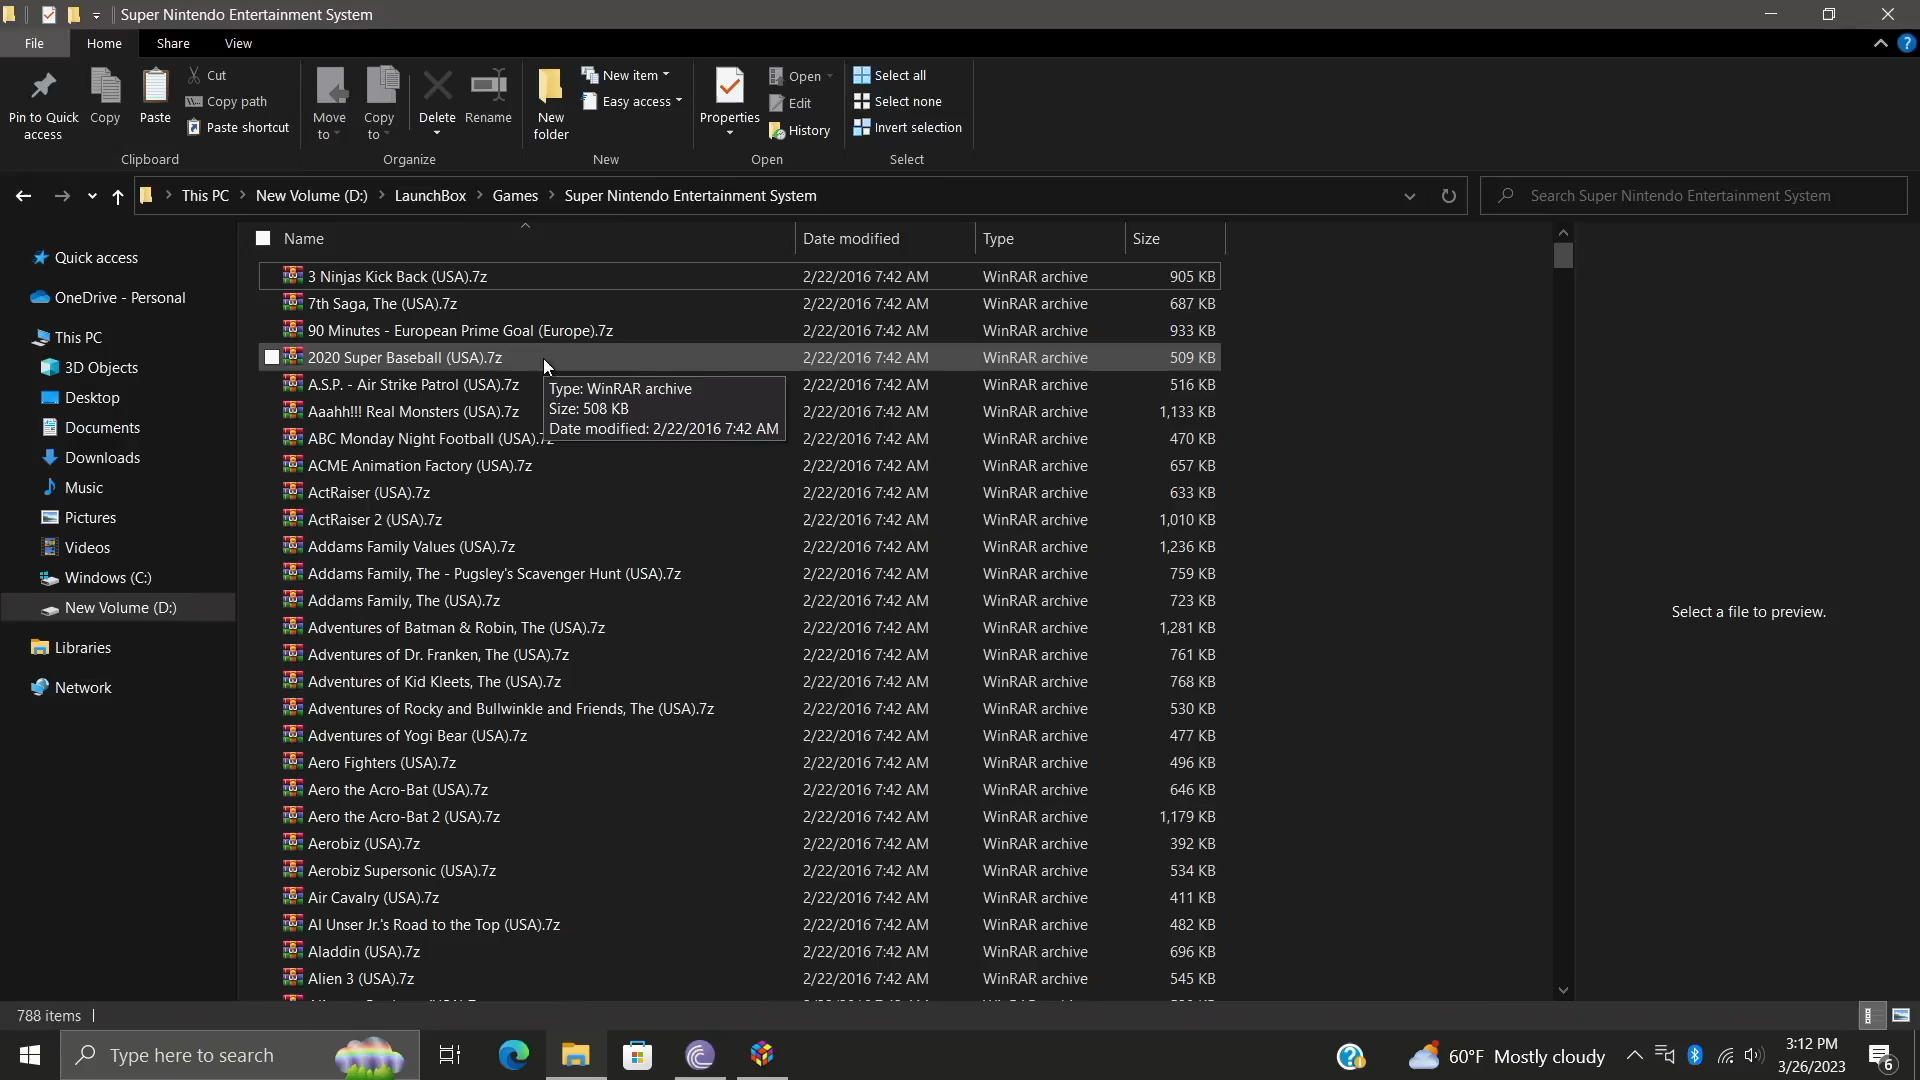 Super Nintendo Entertainment System
File Home Share View
Pin to Quick access
Copy
Paste
Cut
Copy path
Paste shortcut
Clipboard
Move to
Copy to
Delete
Rename
Organize
New folder
New item
Easy access
New
Properties
Open
Edit
History
Open
Select all
Select none
Invert selection
Select
This PC > New Volume (D:) > LaunchBox > Games > Super Nintendo Entertainment System
Search Super Nintendo Entertainment System
Quick access
OneDrive - Personal
This PC
3D Objects
Desktop
Documents
Downloads
Music
Pictures
Videos
Windows (C:)
New Volume (D:)
Libraries
Network
Name Date modified Type Size
3 Ninjas Kick Back (USA).7z 2/22/2016 7:42 AM WinRAR archive 905 KB
7th Saga, The (USA).7z 2/22/2016 7:42 AM WinRAR archive 687 KB
90 Minutes - European Prime Goal (Europe).7z 2/22/2016 7:42 AM WinRAR archive 933 KB
2020 Super Baseball (USA).7z 2/22/2016 7:42 AM WinRAR archive 509 KB
A.S.P. - Air Strike Patrol (USA).7z 2/22/2016 7:42 AM WinRAR archive 516 KB
Aaahh!!! Real Monsters (USA).7z 2/22/2016 7:42 AM WinRAR archive 1,133 KB
ABC Monday Night Football (USA).7z 2/22/2016 7:42 AM WinRAR archive 470 KB
Type: WinRAR archive
Size: 508 KB
Date modified: 2/22/2016 7:42 AM
ACME Animation Factory (USA).7z 2/22/2016 7:42 AM WinRAR archive 657 KB
ActRaiser (USA).7z 2/22/2016 7:42 AM WinRAR archive 633 KB
ActRaiser 2 (USA).7z 2/22/2016 7:42 AM WinRAR archive 1,010 KB
Addams Family Values (USA).7z 2/22/2016 7:42 AM WinRAR archive 1,236 KB
Addams Family, The - Pugsley's Scavenger Hunt (USA).7z 2/22/2016 7:42 AM WinRAR archive 759 KB
Addams Family, The (USA).7z 2/22/2016 7:42 AM WinRAR archive 723 KB
Adventures of Batman & Robin, The (USA).7z 2/22/2016 7:42 AM WinRAR archive 1,281 KB
Adventures of Dr. Franken, The (USA).7z 2/22/2016 7:42 AM WinRAR archive 761 KB
Adventures of Kid Kleets, The (USA).7z 2/22/2016 7:42 AM WinRAR archive 768 KB
Adventures of Rocky and Bullwinkle and Friends, The (USA).7z 2/22/2016 7:42 AM WinRAR archive 530 KB
Adventures of Yogi Bear (USA).7z 2/22/2016 7:42 AM WinRAR archive 477 KB
Aero Fighters (USA).7z 2/22/2016 7:42 AM WinRAR archive 496 KB
Aero the Acro-Bat (USA).7z 2/22/2016 7:42 AM WinRAR archive 646 KB
Aero the Acro-Bat 2 (USA).7z 2/22/2016 7:42 AM WinRAR archive 1,179 KB
Aerobiz (USA).7z 2/22/2016 7:42 AM WinRAR archive 392 KB
Aerobiz Supersonic (USA).7z 2/22/2016 7:42 AM WinRAR archive 534 KB
Air Cavalry (USA).7z 2/22/2016 7:42 AM WinRAR archive 411 KB
Al Unser Jr.'s Road to the Top (USA).7z 2/22/2016 7:42 AM WinRAR archive 482 KB
Aladdin (USA).7z 2/22/2016 7:42 AM WinRAR archive 696 KB
Alien 3 (USA).7z 2/22/2016 7:42 AM WinRAR archive 545 KB
Select a file to preview.
788 items
Type here to search
60°F Mostly cloudy
3:12 PM
3/26/2023
6